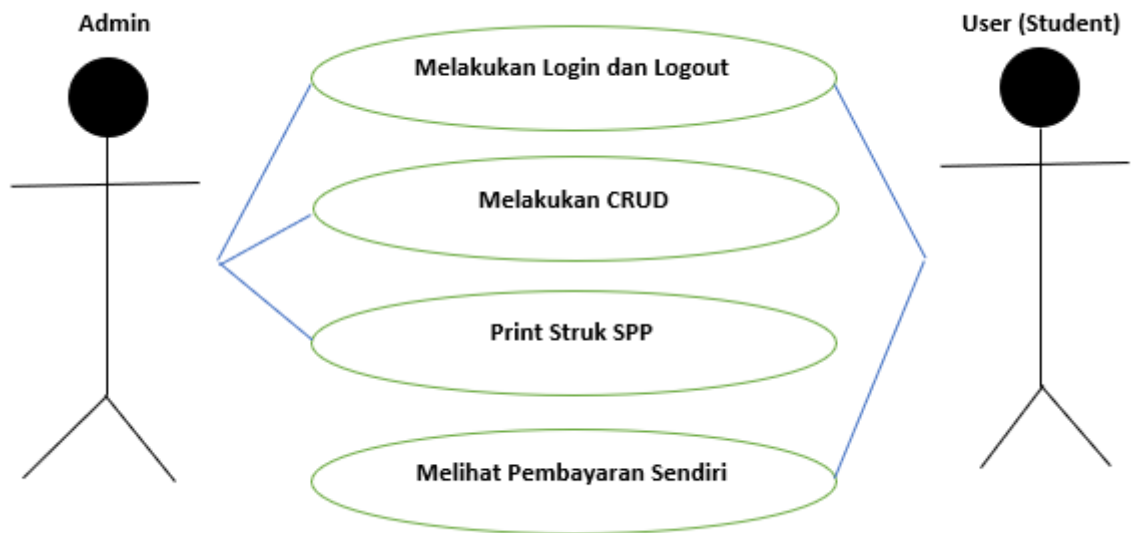 Admin
User (Student)
Melakukan Login dan Logout
Melakukan CRUD
Print Struk SPP
Melihat Pembayaran Sendiri